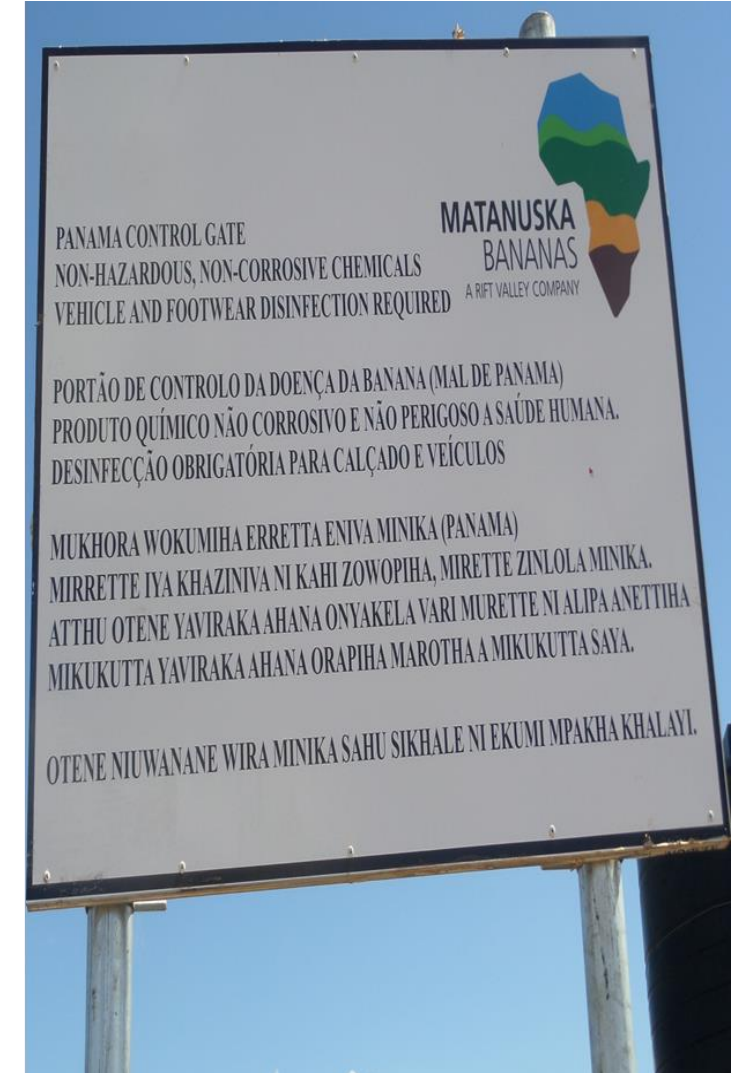 MATANUSKA
BANANAS
A RIFT VALLEY COMPANY
PANAMA CONTROL GATE
NON-HAZARDOUS, NON-CORROSIVE CHEMICALS
VEHICLE AND FOOTWEAR DISINFECTION REQUIRED
PORTÃO DE CONTROLO DA DOENÇA DA BANANA (MAL DE PANAMA)
PRODUTO QUÍMICO NÃO CORROSIVO E NÃO PERIGOSO A SAÚDE HUMANA.
DESINFECÇÃO OBRIGATÓRIA PARA CALÇADO E VEÍCULOS
MUKHORA WOKUMIHA ERRETTA ENIVA MINIKA (PANAMA)
MIRRETTE IYA KHAZINIVA NI KAHI ZOWOPIHA, MIRETTE ZINLOLA MINIKA.
ATTHU OTENE YAVIRAKA AHANA ONYAKELA VARI MURETTE NI ALIPA ANETTIHA
MIKUKUTTA YAVIRAKA AHANA ORAPIHA MAROTHA A MIKUKUTTA SAYA.
OTENE NIUWANANE WIRA MINIKA SAHU SIKHALE NI EKUMI MPAKHA KHALAYI.